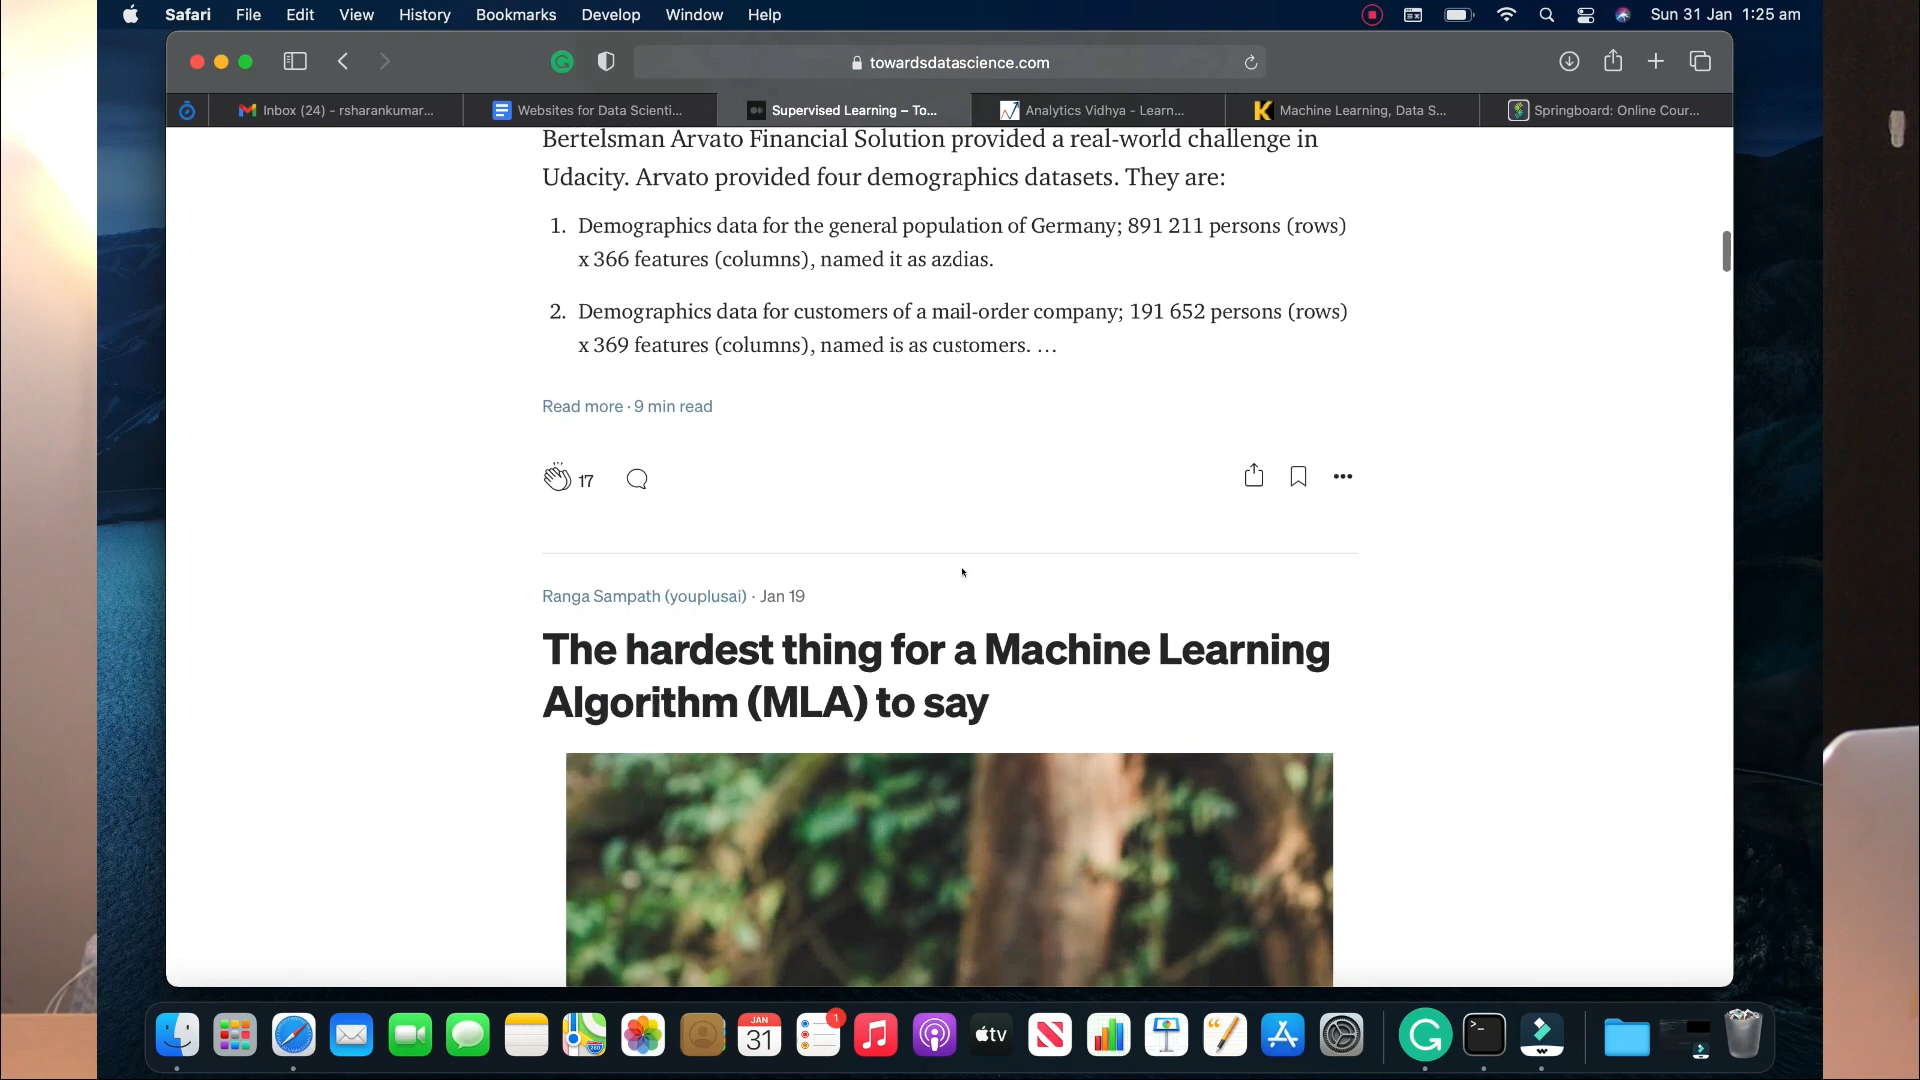 Safari File Edit View History Bookmarks Develop Window Help Sun 31 Jan 1:25 am
towardsdatascience.com
Inbox (24) – rsharankumar... Websites for Data Scienti... Supervised Learning – To... Analytics Vidhya - Learn... Machine Learning, Data S... Springboard: Online Cour...
Bertelsman Arvato Financial Solution provided a real-world challenge in
Udacity. Arvato provided four demographics datasets. They are:
1. Demographics data for the general population of Germany; 891 211 persons (rows)
x 366 features (columns), named it as azdias.
2. Demographics data for customers of a mail-order company; 191 652 persons (rows)
x 369 features (columns), named is as customers. …
Read more · 9 min read
17
Ranga Sampath (youplusai) · Jan 19
The hardest thing for a Machine Learning
Algorithm (MLA) to say
JAN
31
1
tv